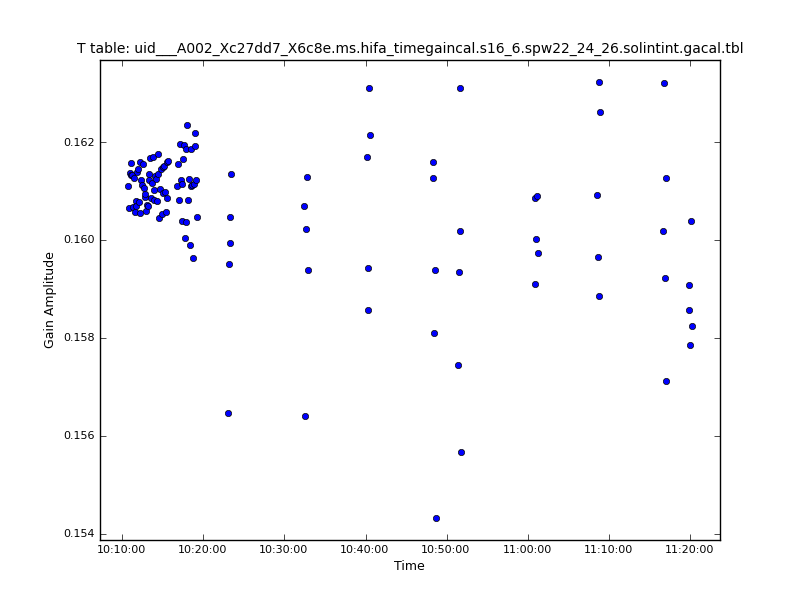 T table: uid___A002_Xc27dd7_X6c8e.ms.hifa_timegaincal.s16_6.spw22_24_26.solintint.gacal.tbl
Gain Amplitude
0.162
0.160
0.158
0.156
0.154
10:10:00 10:20:00 10:30:00 10:40:00 10:50:00 11:00:00 11:10:00 11:20:00
Time